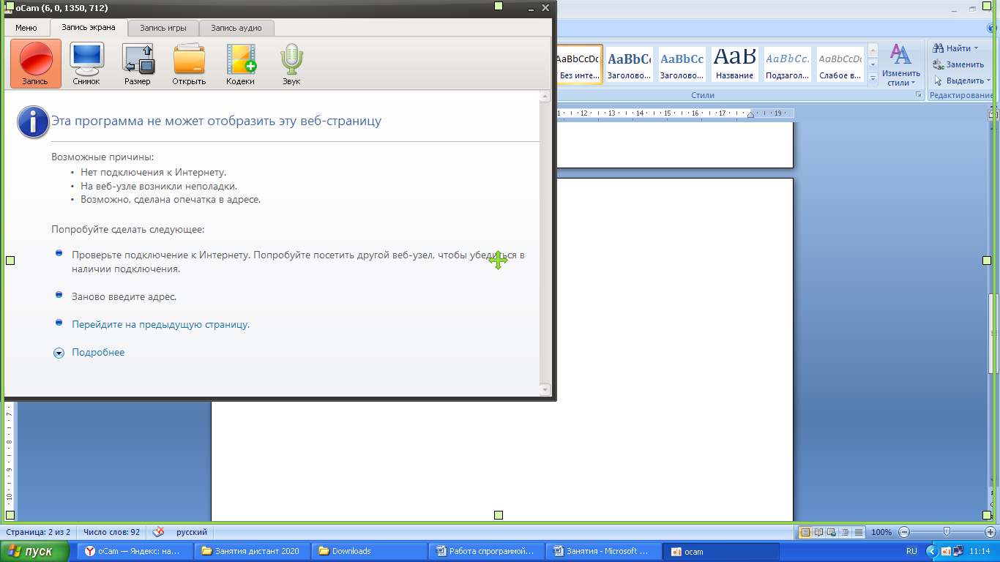 oCam (6, 0, 1350, 712)
Меню
Запись экрана
Запись игры
Запись аудио
Запись
Снимок
Размер
Открыть
Кодеки
Звук
Эта программа не может отобразить эту веб-страницу
Возможные причины:
• Нет подключения к Интернету.
• На веб-узле возникли неполадки.
• Возможно, сделана опечатка в адресе.
Попробуйте сделать следующее:
Проверьте подключение к Интернету. Попробуйте посетить другой веб-узел, чтобы убедиться в
наличии подключения.
Заново введите адрес.
Перейдите на предыдущую страницу.
Подробнее
AaBbCcDc AaBbC AaBbCc AaB AaBbCc. AaBbCcDc
Без инте... Заголово... Заголово... Название Подзагол... Слабое в...
Изменить
стили
Найти
Заменить
Выделить
Стили
Редактирование
11 12 13 14 15 16 17 19
7
8
9
10
Страница: 2 из 2
Число слов: 92
русский
100%
пуск
oCam — Яндекс: на...
Занятия дистант 2020
Downloads
Работа спрограммой...
Занятия - Microsoft ...
ocam
RU
11:14